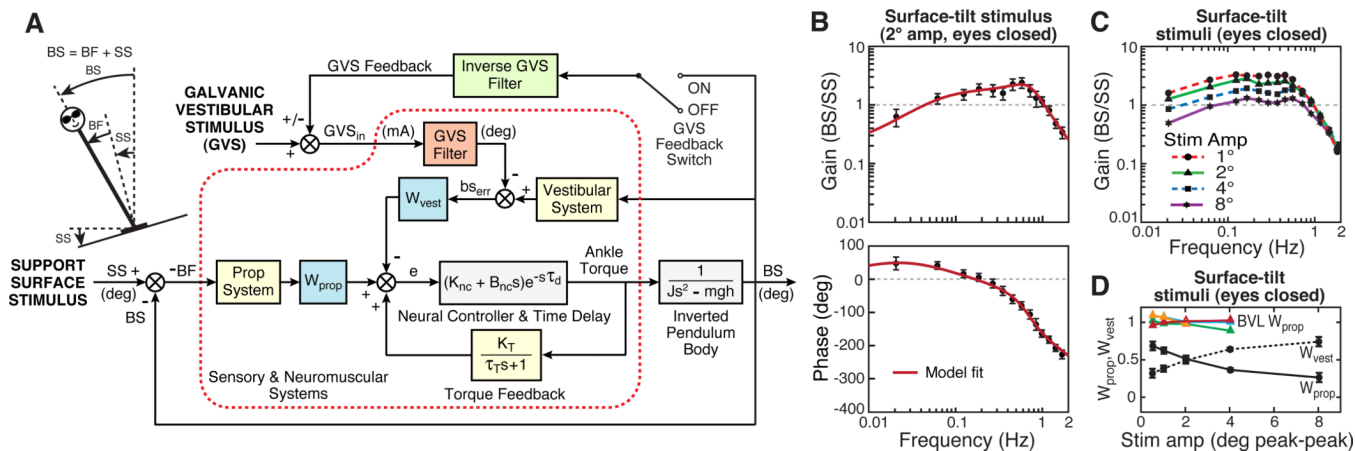 A
BS = BF + SS
BS
BF
SS
SS
GALVANIC
VESTIBULAR
STIMULUS
(GVS)
GVS Feedback
Inverse GVS
Filter
ON
OFF
GVS
Feedback
Switch
+/-
+
GVSin
(mA)
GVS
Filter
(deg)
-
Wvest
bserr
+
Vestibular
System
SUPPORT
SURFACE
STIMULUS
SS +
(deg)
-
BS
-BF
Prop
System
Wprop
-
+
+
e
(Knc + Bncs)e-sτd
Neural Controller & Time Delay
Ankle
Torque
1
Js2 – mgh
Inverted
Pendulum
Body
BS
(deg)
KT
τTs+1
Torque Feedback
Sensory & Neuromuscular
Systems
B
Surface-tilt stimulus
(2° amp, eyes closed)
Gain (BS/SS)
10
1
0.1
0.01
Phase (deg)
100
0
-100
-200
-300
-400
Model fit
0.01
0.1
1
2
Frequency (Hz)
C
Surface-tilt
stimuli (eyes closed)
Gain (BS/SS)
10
1
0.1
0.01
Stim Amp
1°
2°
4°
8°
0.01
0.1
1
2
Frequency (Hz)
D
Surface-tilt
stimuli (eyes closed)
Wprop, Wvest
1
0.5
0
BVL Wprop
Wvest
Wprop
0
2
4
6
8
Stim amp (deg peak-peak)